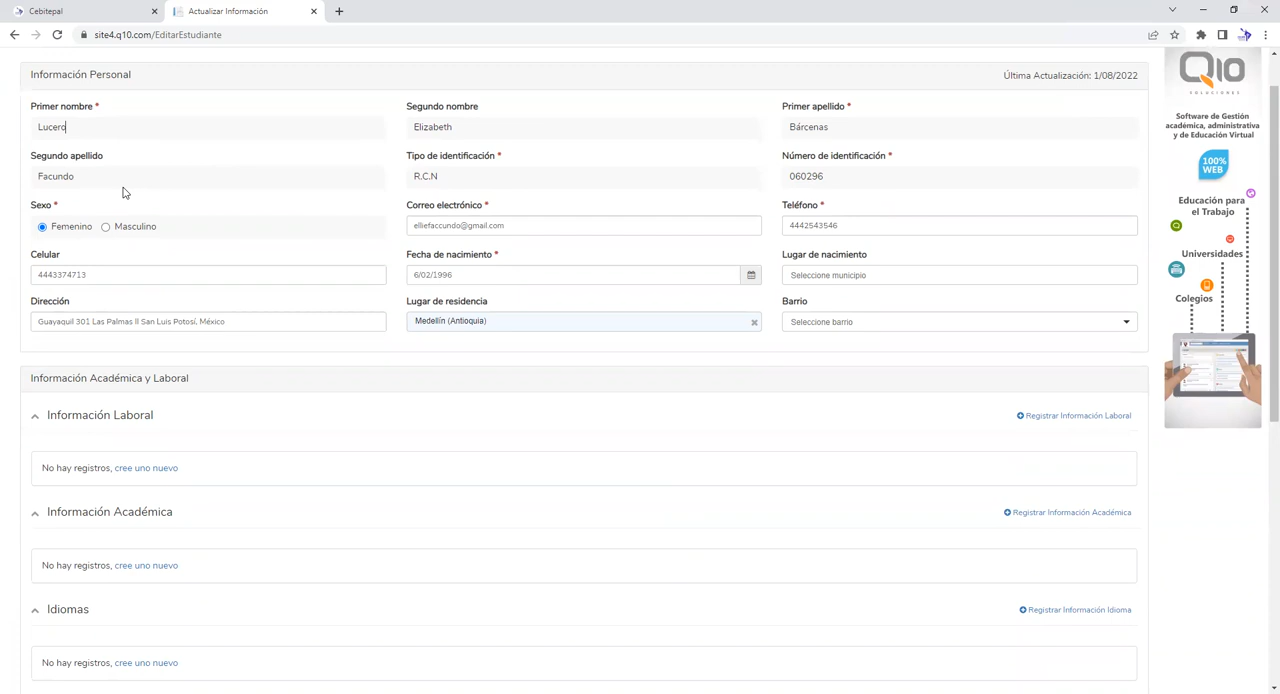 Cebitepal
Actualizar Información
site4.q10.com/EditarEstudiante
Información Personal
Última Actualización: 1/08/2022
Primer nombre *
Segundo nombre
Primer apellido *
Lucero
Elizabeth
Bárcenas
Segundo apellido
Tipo de identificación *
Número de identificación *
Facundo
R.C.N
060296
Sexo *
Correo electrónico *
Teléfono *
Femenino
Masculino
elliefaccundo@gmail.com
4442543546
Celular
Fecha de nacimiento *
Lugar de nacimiento
4443374713
6/02/1996
Seleccione municipio
Dirección
Lugar de residencia
Barrio
Guayaquil 301 Las Palmas II San Luis Potosí, México
Medellín (Antioquia)
Seleccione barrio
Información Académica y Laboral
Información Laboral
Registrar Información Laboral
No hay registros, cree uno nuevo
Información Académica
Registrar Información Académica
No hay registros, cree uno nuevo
Idiomas
Registrar Información Idioma
No hay registros, cree uno nuevo
Q10
SOLUCIONES
Software de Gestión
académica, administrativa
y de Educación Virtual
100%
WEB
Educación para
el Trabajo
Universidades
Colegios